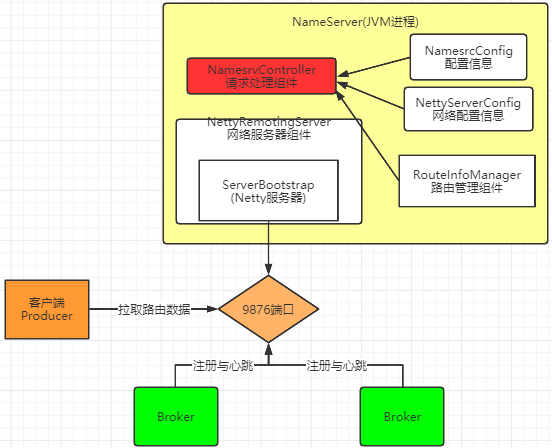 NameServer(JVM进程)
NamesrvController
请求处理组件
NamesrcConfig
配置信息
NettyServerConfig
网络配置信息
NettyRemotingServer
网络服务器组件
RouteInfoManager
路由管理组件
ServerBootstrap
(Netty服务器)
客户端
Producer
拉取路由数据
9876端口
注册与心跳
注册与心跳
Broker
Broker